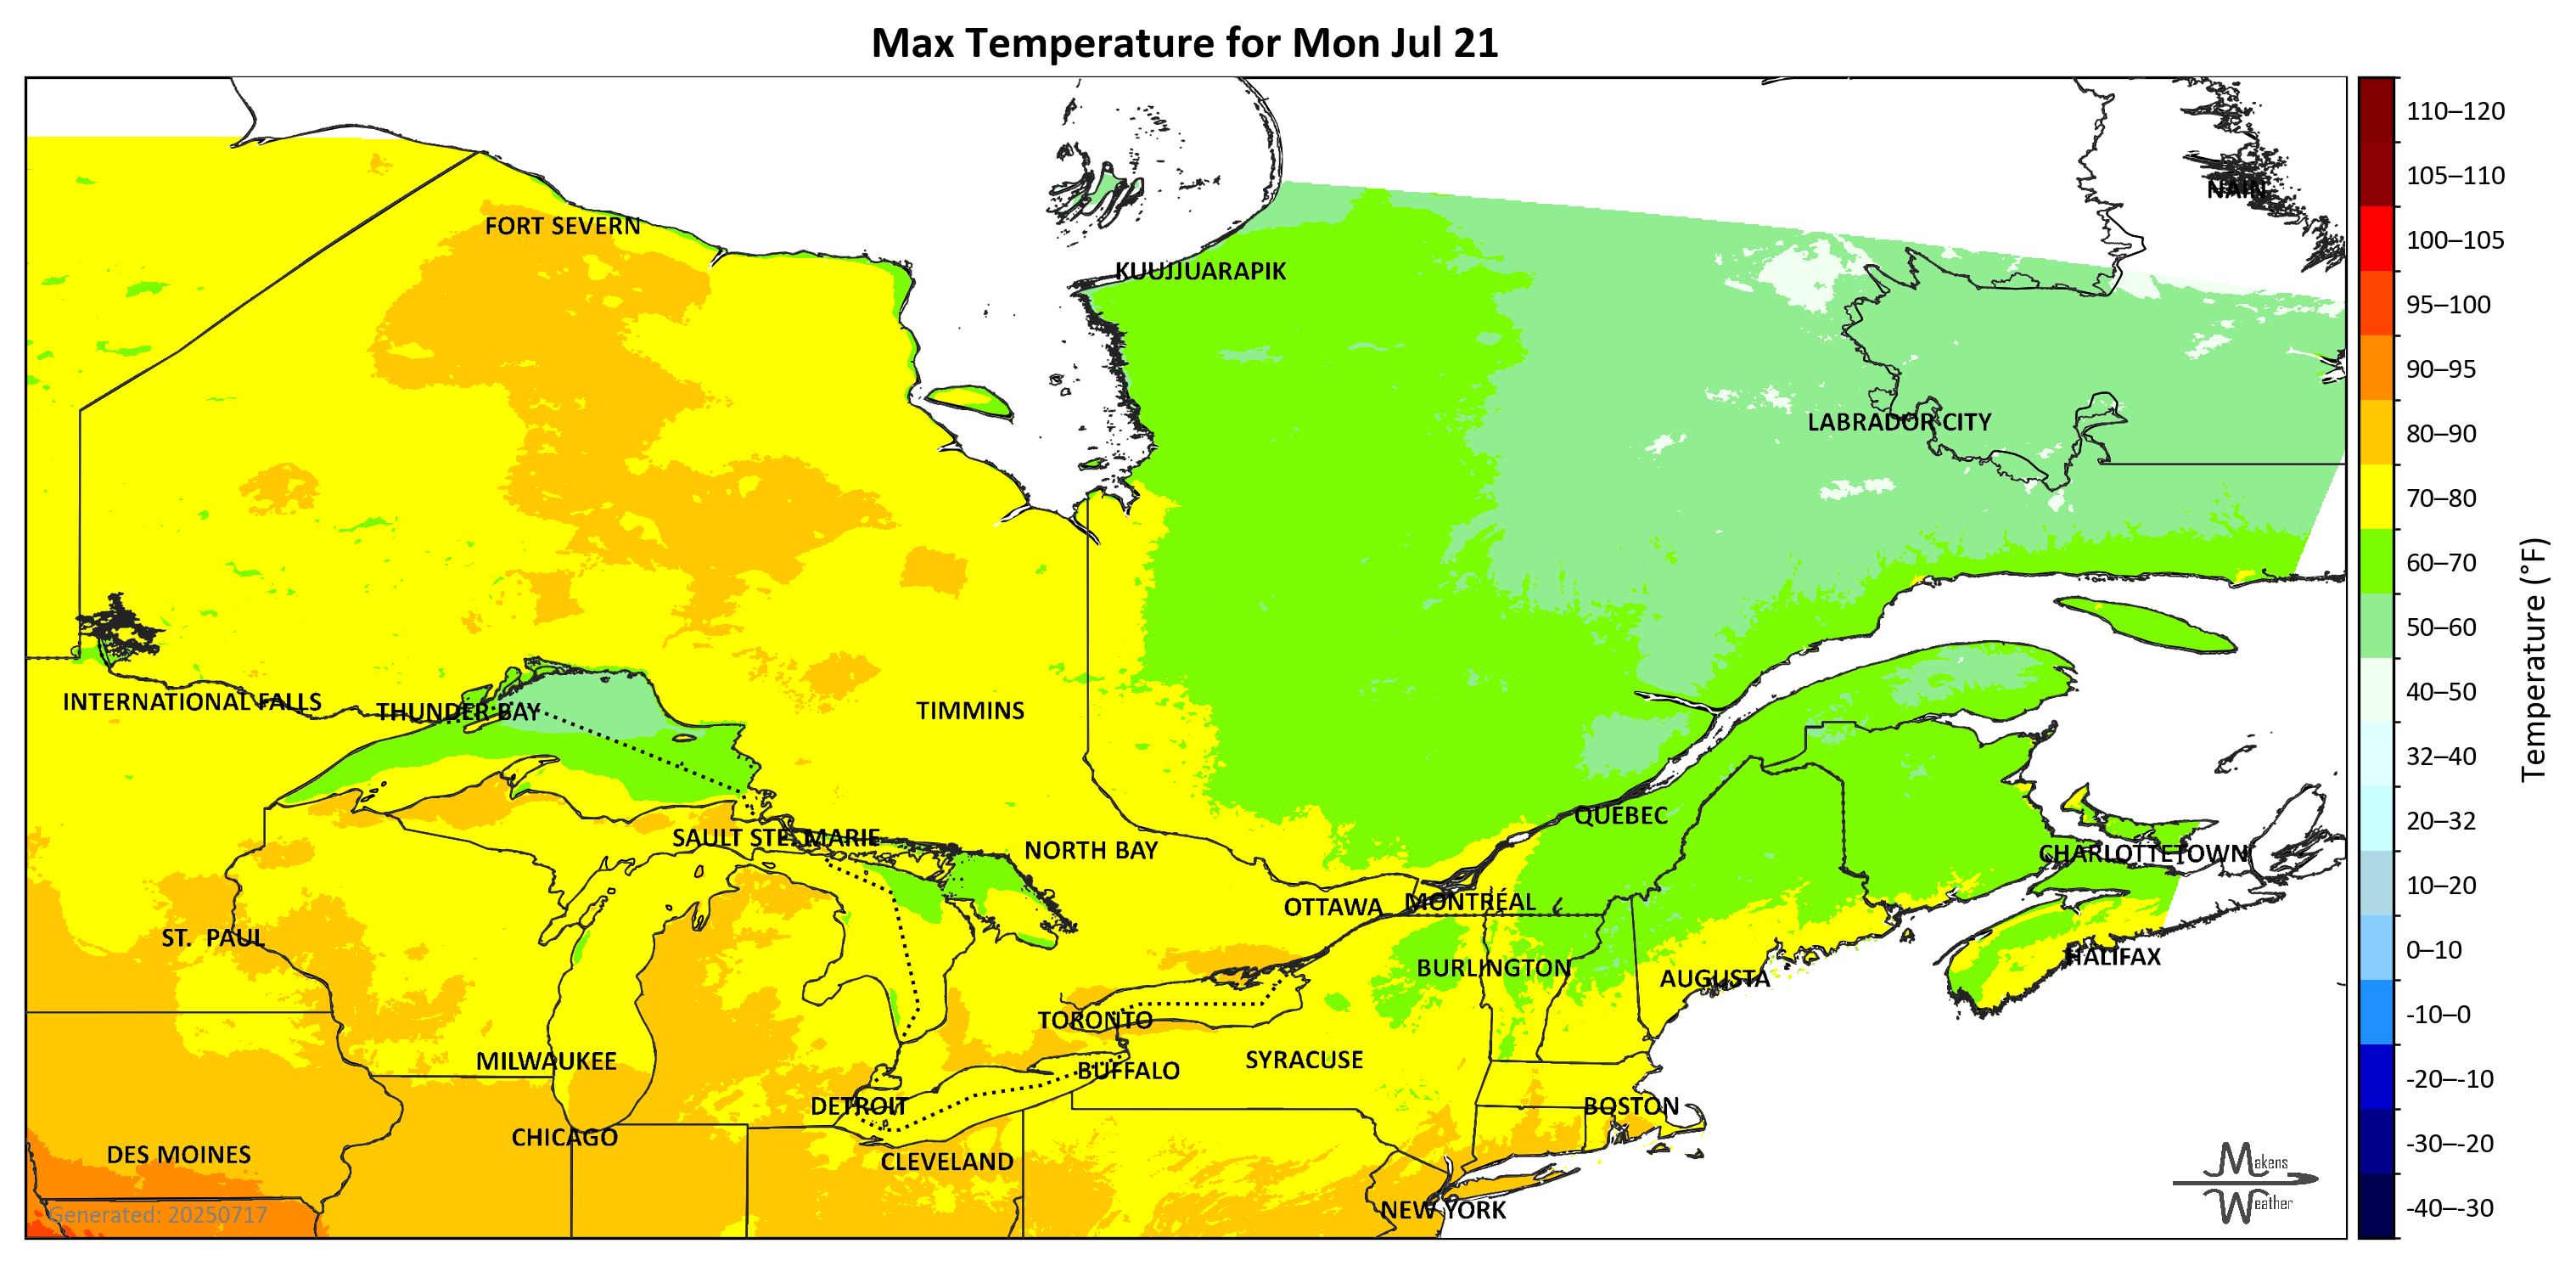 Max Temperature for Mon Jul 21
110–120
105–110
NAIN
FORT SEVERN
100–105
KUUJJUARAPIK
95–100
90–95
LABRADOR CITY
80–90
70–80
60–70
50–60
Temperature (°F)
INTERNATIONAL FALLS
THUNDER BAY
TIMMINS
40–50
32–40
QUÉBEC
20–32
SAULT STE. MARIE
NORTH BAY
CHARLOTTETOWN
10–20
OTTAWA
MONTRÉAL
ST. PAUL
0–10
HALIFAX
BURLINGTON
AUGUSTA
TORONTO
-10–0
MILWAUKEE
BUFFALO
SYRACUSE
-20–-10
DETROIT
BOSTON
CHICAGO
-30–-20
DES MOINES
CLEVELAND
Makens
Weather
NEW YORK
-40–-30
Generated: 20250717